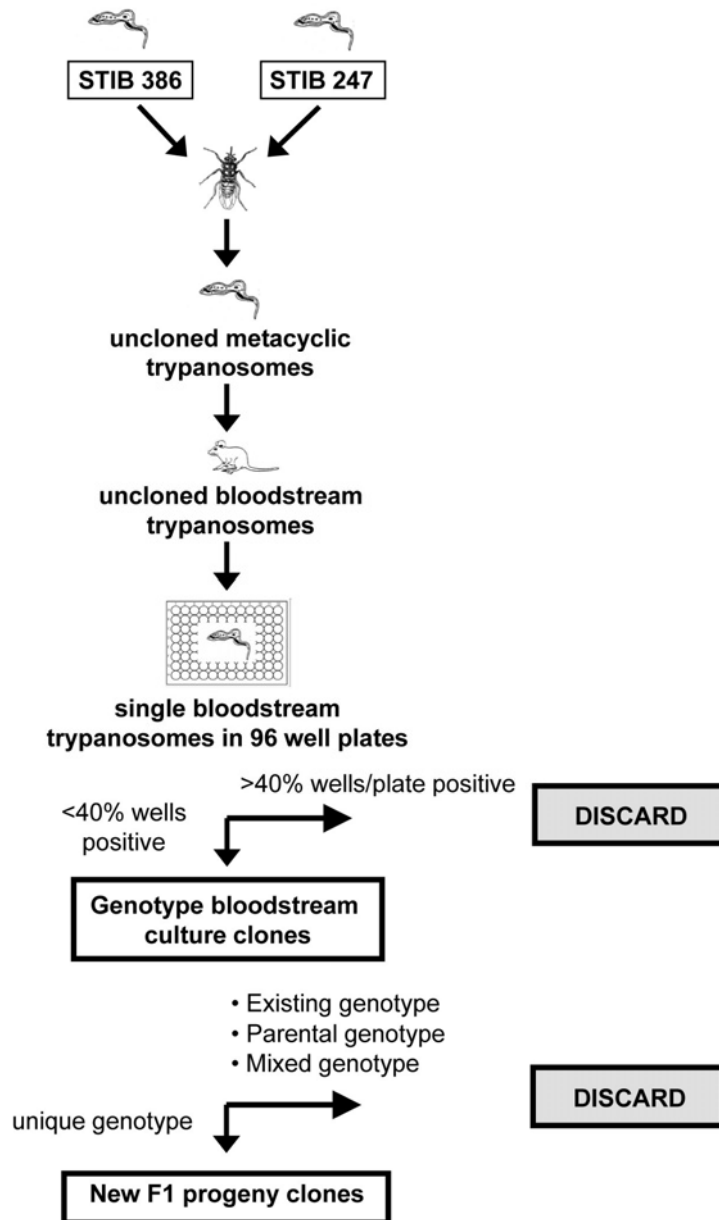 STIB 386
STIB 247
uncloned metacyclic
trypanosomes
uncloned bloodstream
trypanosomes
single bloodstream
trypanosomes in 96 well plates
>40% wells/plate positive
<40% wells
positive
DISCARD
Genotype bloodstream
culture clones
• Existing genotype
• Parental genotype
• Mixed genotype
DISCARD
unique genotype
New F1 progeny clones